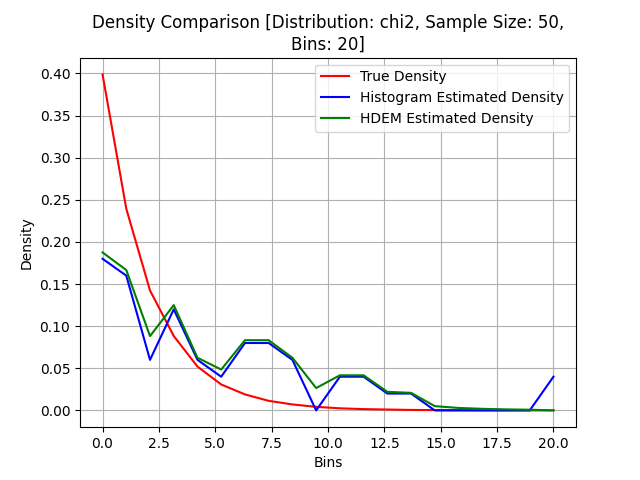 Density Comparison [Distribution: chi2, Sample Size: 50,
Bins: 20]
True Density
Histogram Estimated Density
HDEM Estimated Density
0.40
0.35
0.30
0.25
0.20
0.15
0.10
0.05
0.00
Density
0.0 2.5 5.0 7.5 10.0 12.5 15.0 17.5 20.0
Bins